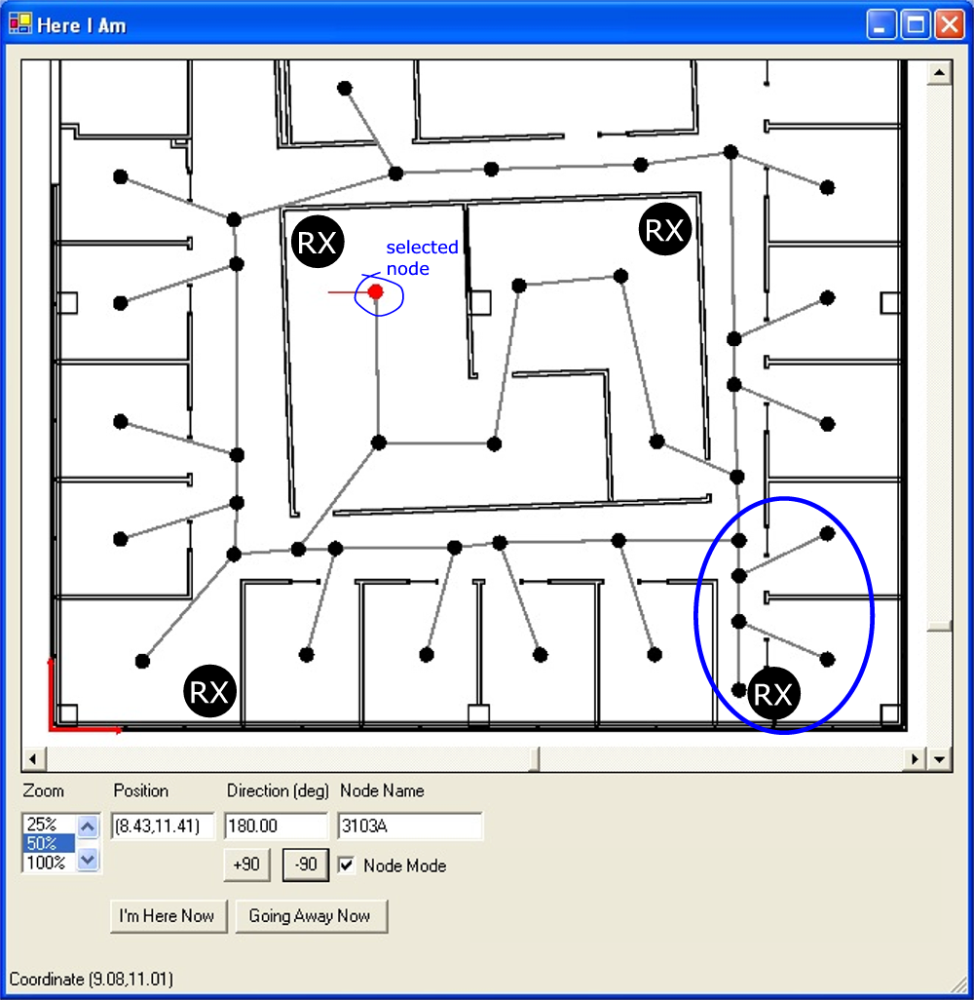 Here I Am
RX
RX
selected
node
RX
RX
Zoom
Position
Direction (deg)
Node Name
25%
50%
100%
(8.43,11.41)
180.00
3103A
+90
-90
Node Mode
I'm Here Now
Going Away Now
Coordinate (9.08,11.01)